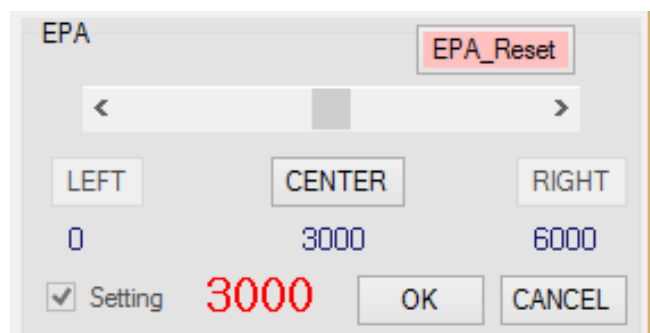 EPA
EPA_Reset
< >
LEFT CENTER RIGHT
0 3000 6000
Setting 3000 OK CANCEL